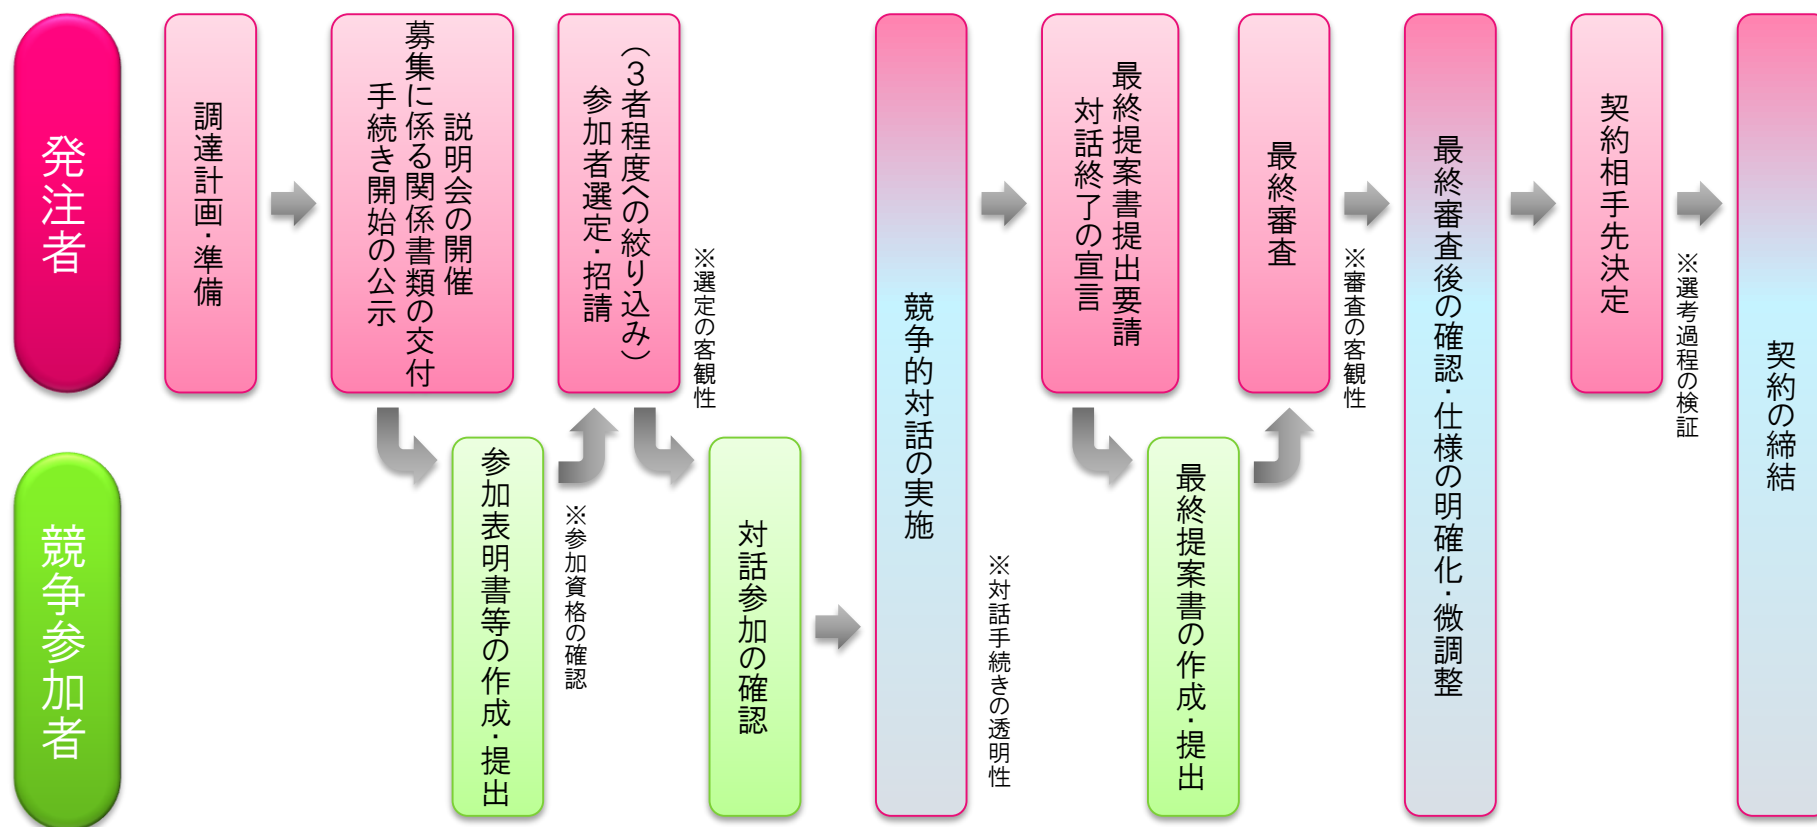 発注者
競争参加者
調達計画・準備
手続き開始の公示
募集に係る関係書類の交付
説明会の開催
参加表明書等の作成・提出
※参加資格の確認
参加者選定・招請
（3者程度への絞り込み）
※選定の客観性
対話参加の確認
競争的対話の実施
※対話手続きの透明性
対話終了の宣言
最終提案書提出要請
最終提案書の作成・提出
最終審査
※審査の客観性
最終審査後の確認・仕様の明確化・微調整
契約相手先決定
※選考過程の検証
契約の締結